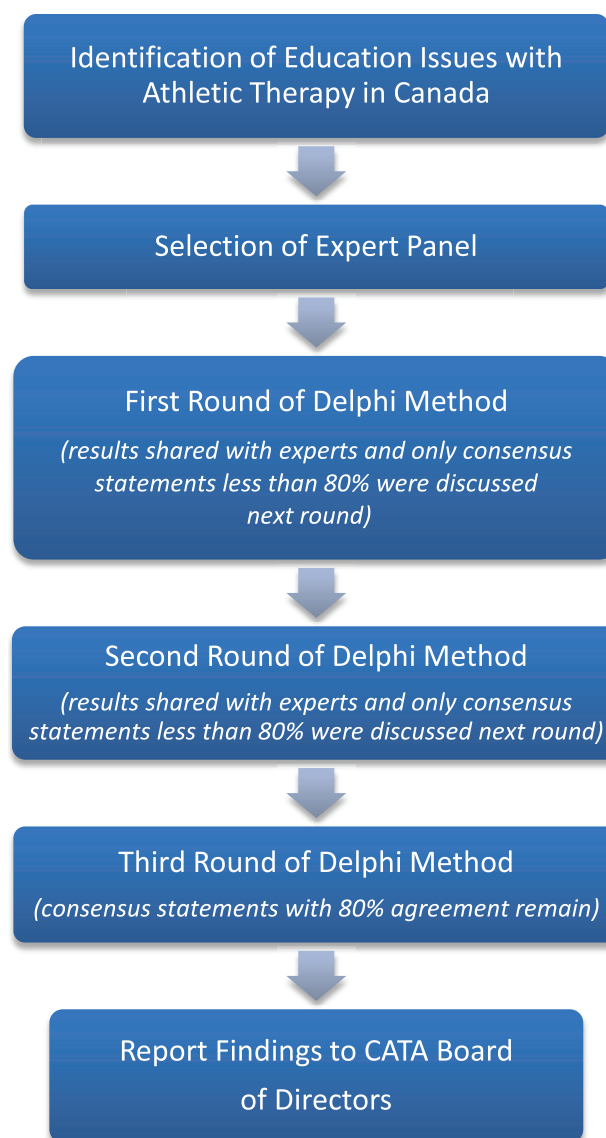 Identification of Education Issues with
Athletic Therapy in Canada
Selection of Expert Panel
First Round of Delphi Method
(results shared with experts and only consensus
statements less than 80% were discussed
next round)
Second Round of Delphi Method
(results shared with experts and only consensus
statements less than 80% were discussed next round)
Third Round of Delphi Method
(consensus statements with 80% agreement remain)
Report Findings to CATA Board
of Directors